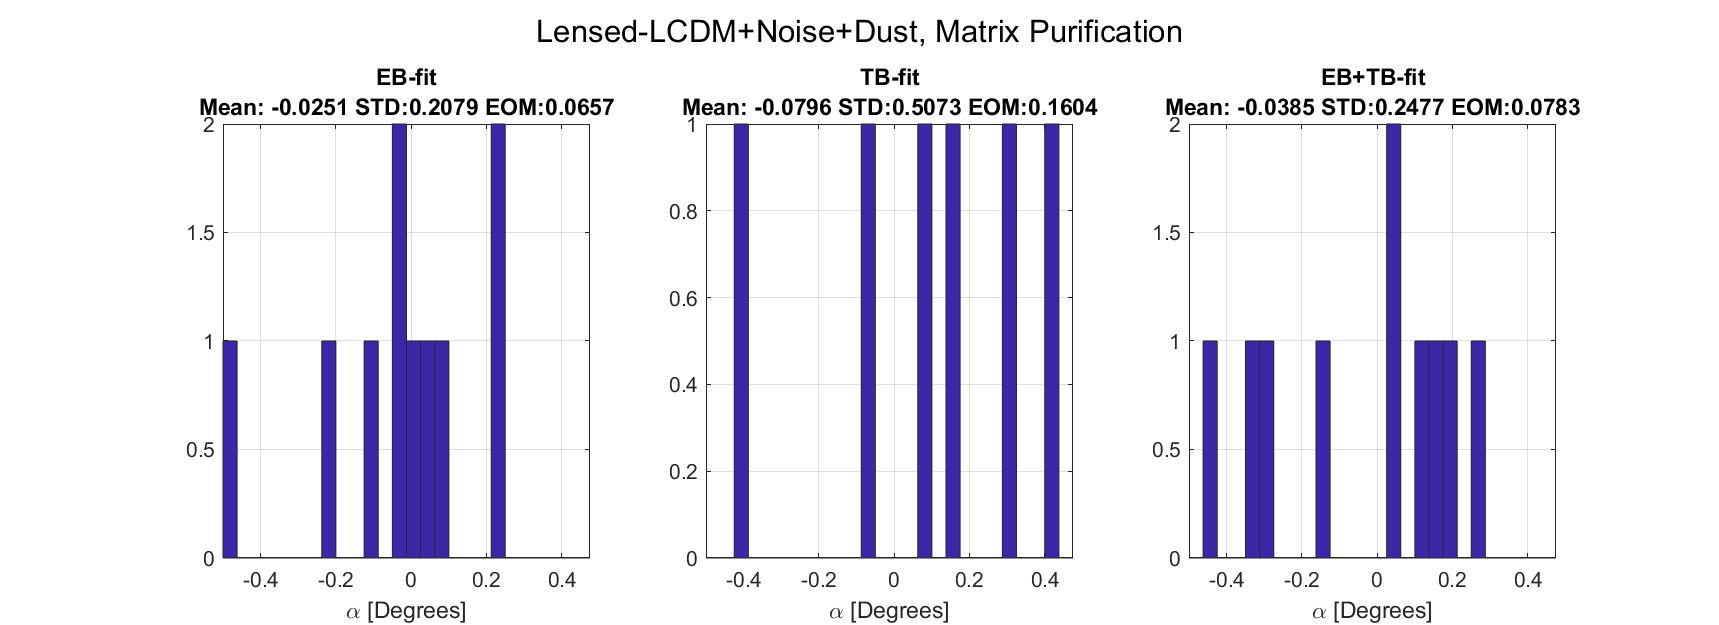 Lensed-LCDM+Noise+Dust, Matrix Purification
EB-fit
Mean: -0.0251 STD:0.2079 EOM:0.0657
2
1.5
1
0.5
0
-0.4 -0.2 0 0.2 0.4
α [Degrees]
TB-fit
Mean: -0.0796 STD:0.5073 EOM:0.1604
1
0.8
0.6
0.4
0.2
0
-0.4 -0.2 0 0.2 0.4
α [Degrees]
EB+TB-fit
Mean: -0.0385 STD:0.2477 EOM:0.0783
2
1.5
1
0.5
0
-0.4 -0.2 0 0.2 0.4
α [Degrees]